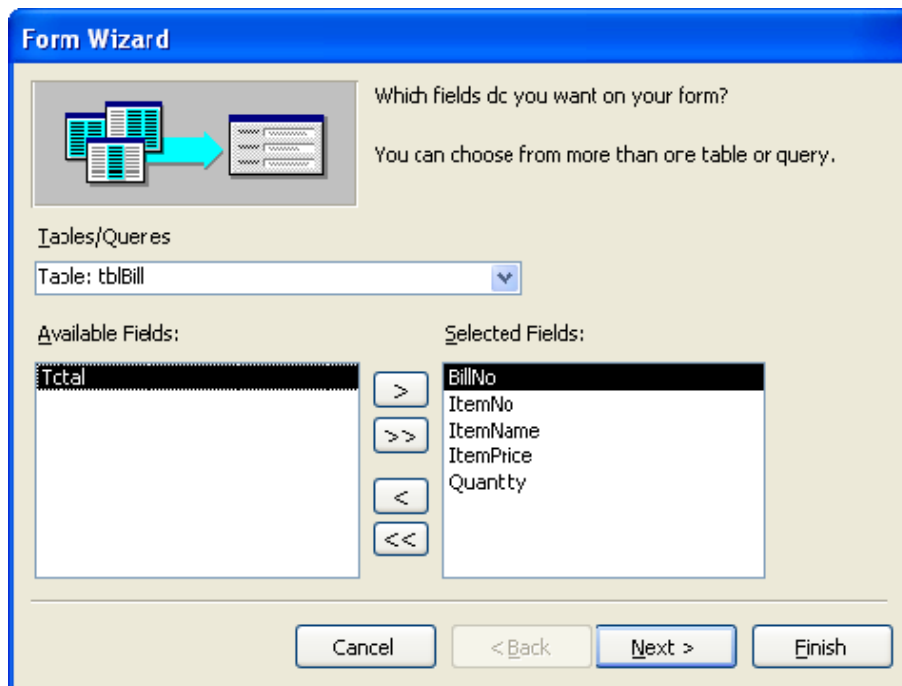 Form Wizard
Which fields dc you want on your form?
You can choose from more than one table or query.
Tables/Queres
Table: tblBill
Available Fields:
Selected Fields:
Tctal
>
>>
<
<<
BillNo
ItemNo
ItemName
ItemPrice
Quantty
Cancel
< Back
Next >
Finish